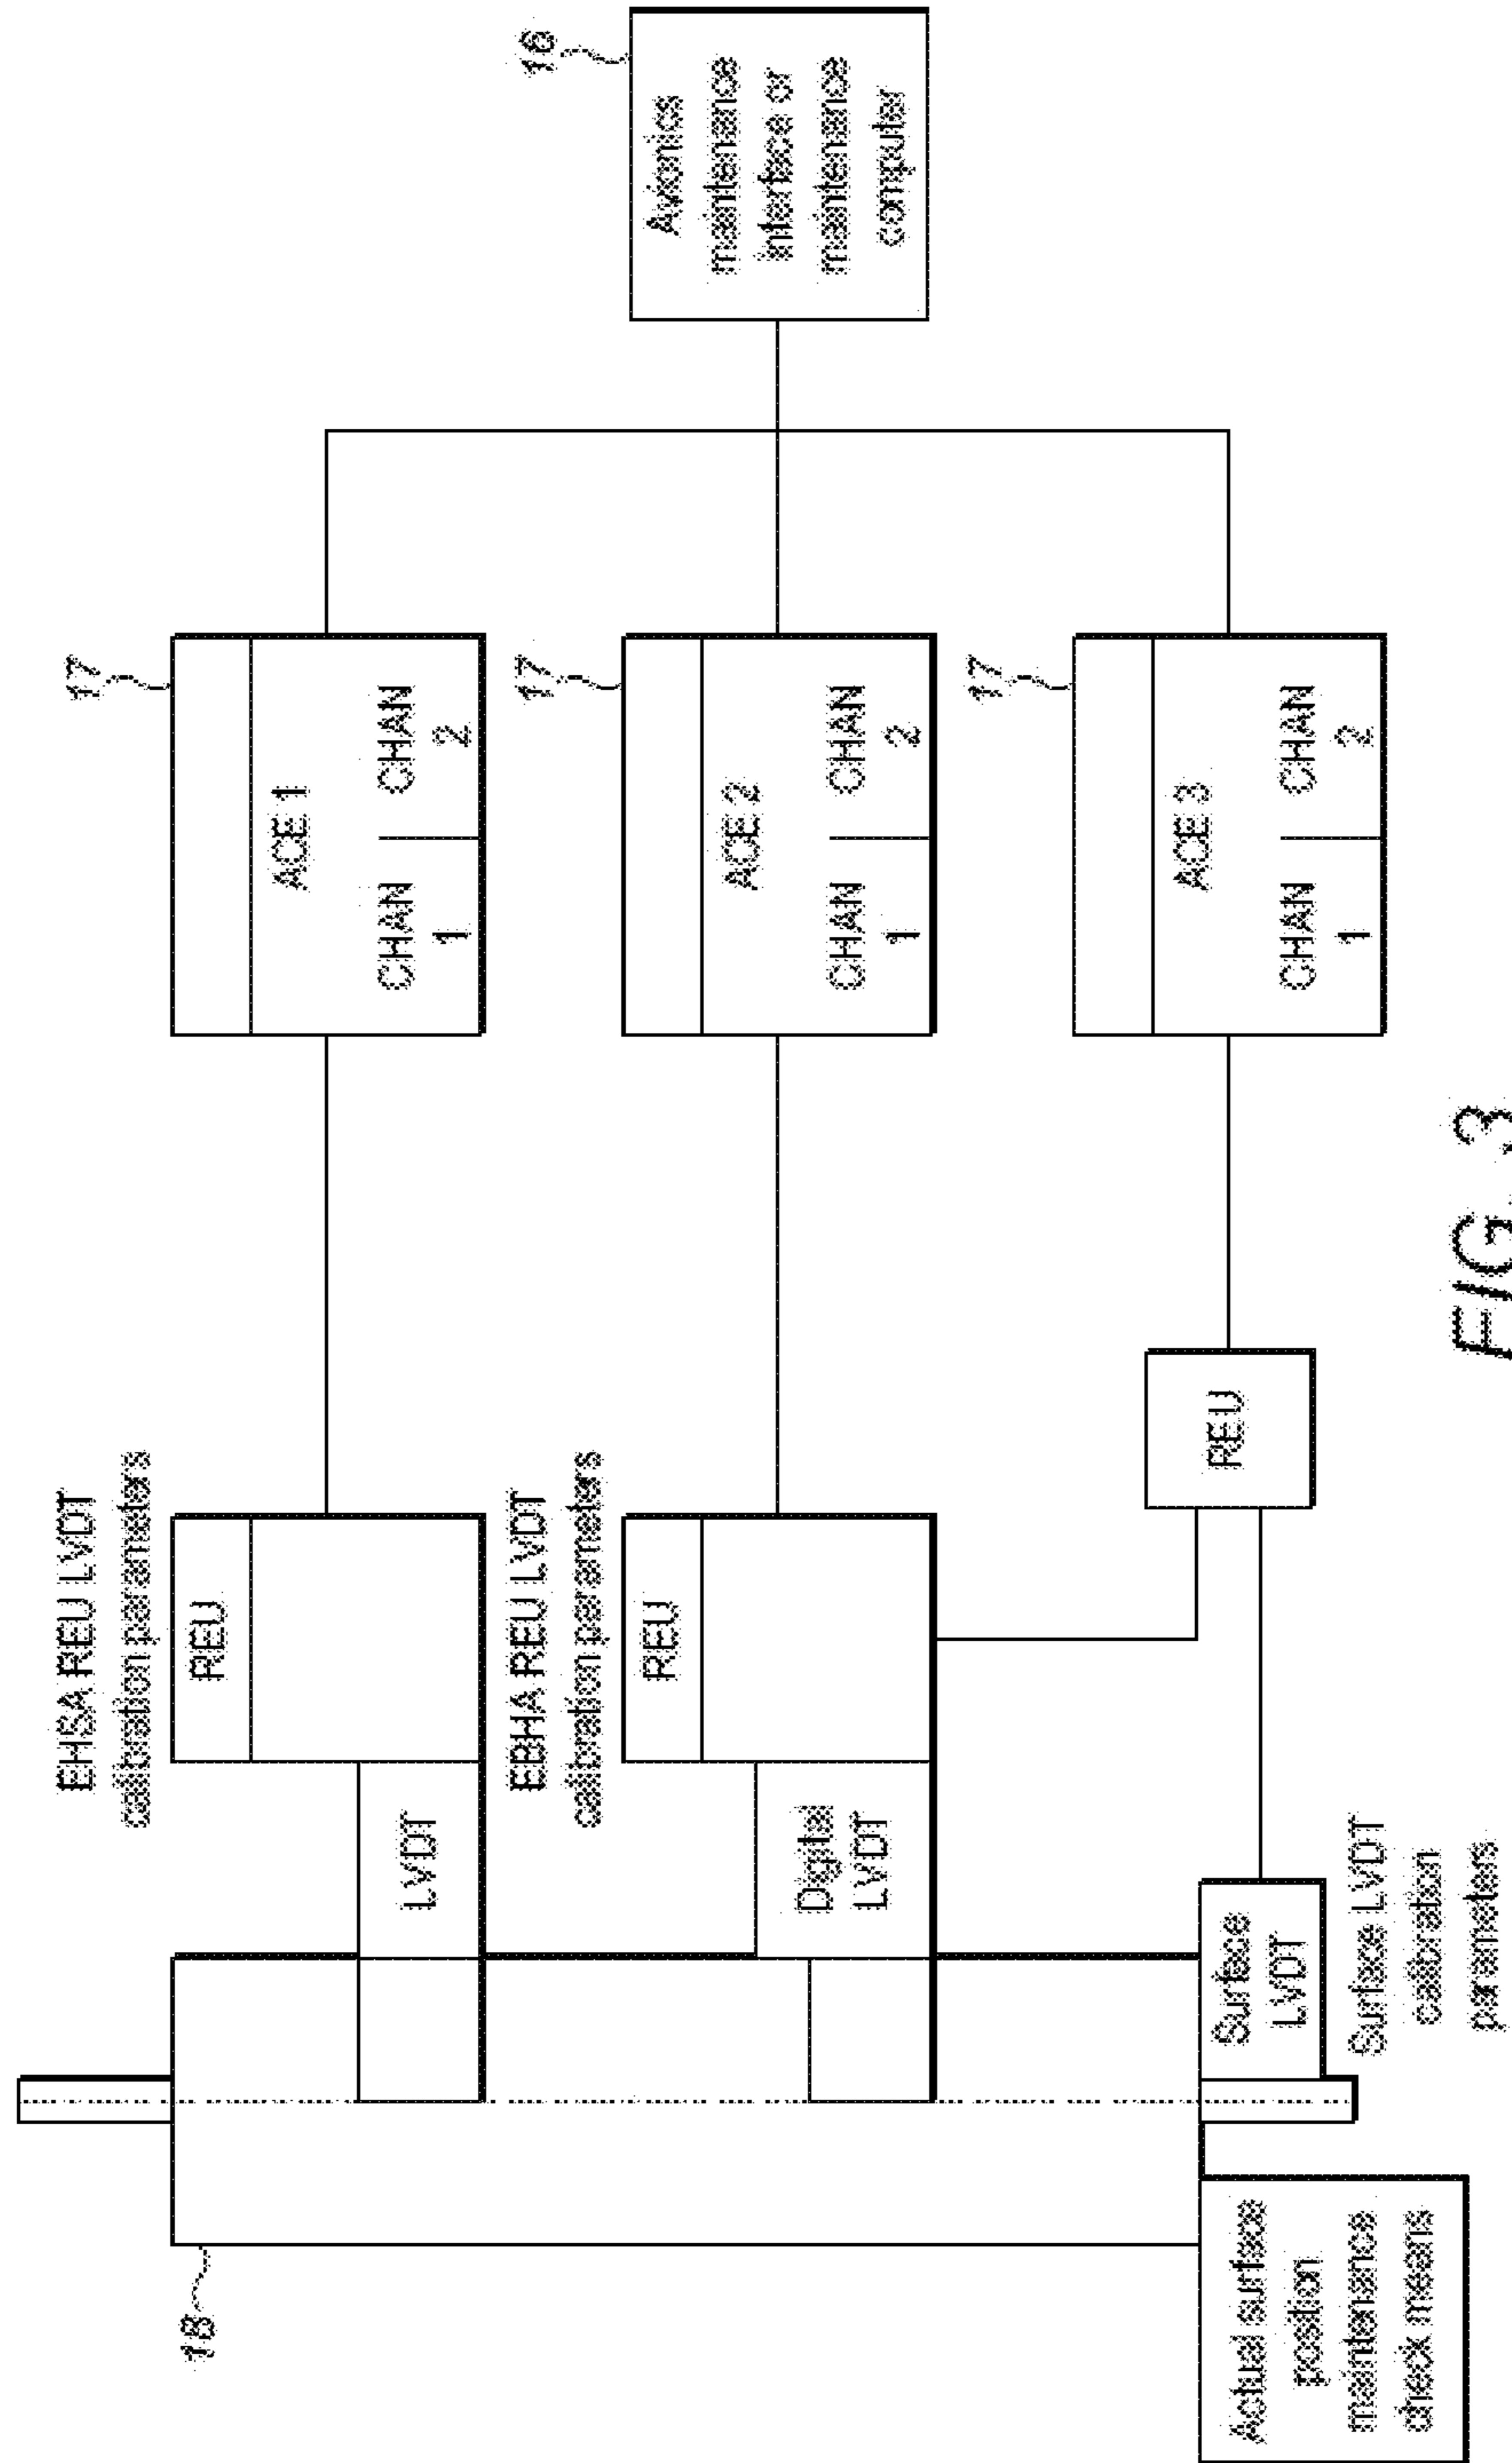 18
EHSA REU LVDT
calibration parameters
REU
LVDT
17
ACE 1
CHAN
1
CHAN
2
EBHA REU LVDT
calibration parameters
REU
Digital
LVDT
17
ACE 2
CHAN
1
CHAN
2
16
Avionics
maintenance
interface or
maintenance
computer
REU
17
ACE 3
CHAN
1
CHAN
2
Actual surface
position
maintenance
check means
Surface
LVDT
Surface LVDT
calibration
parameters
FIG. 3